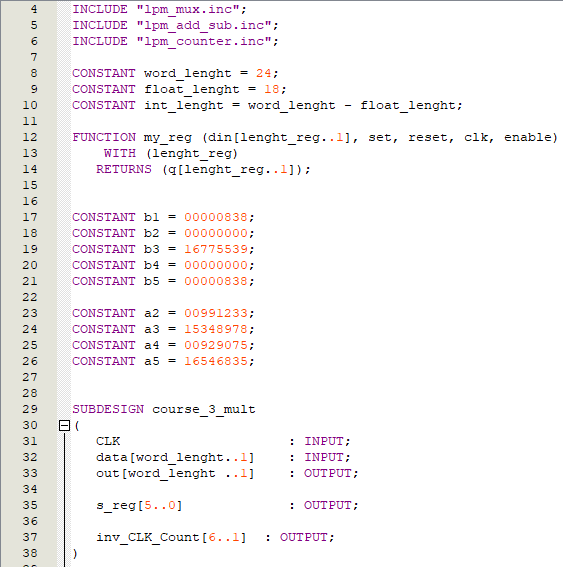 4 INCLUDE "lpm_mux.inc";
5 INCLUDE "lpm_add_sub.inc";
6 INCLUDE "lpm_counter.inc";
7
8 CONSTANT word_lenght = 24;
9 CONSTANT float_lenght = 18;
10 CONSTANT int_lenght = word_lenght - float_lenght;
11
12 FUNCTION my_reg (din[lenght_reg..1], set, reset, clk, enable)
13 WITH (lenght_reg)
14 RETURNS (q[lenght_reg..1]);
15
16
17 CONSTANT b1 = 00000838;
18 CONSTANT b2 = 00000000;
19 CONSTANT b3 = 16775539;
20 CONSTANT b4 = 00000000;
21 CONSTANT b5 = 00000838;
22
23 CONSTANT a2 = 00991233;
24 CONSTANT a3 = 15348978;
25 CONSTANT a4 = 00929075;
26 CONSTANT a5 = 16546835;
27
28
29 SUBDESIGN course_3_mult
30 (
31 CLK : INPUT;
32 data[word_lenght..1] : INPUT;
33 out[word_lenght ..1] : OUTPUT;
34
35 s_reg[5..0] : OUTPUT;
36
37 inv_CLK_Count[6..1] : OUTPUT;
38 )